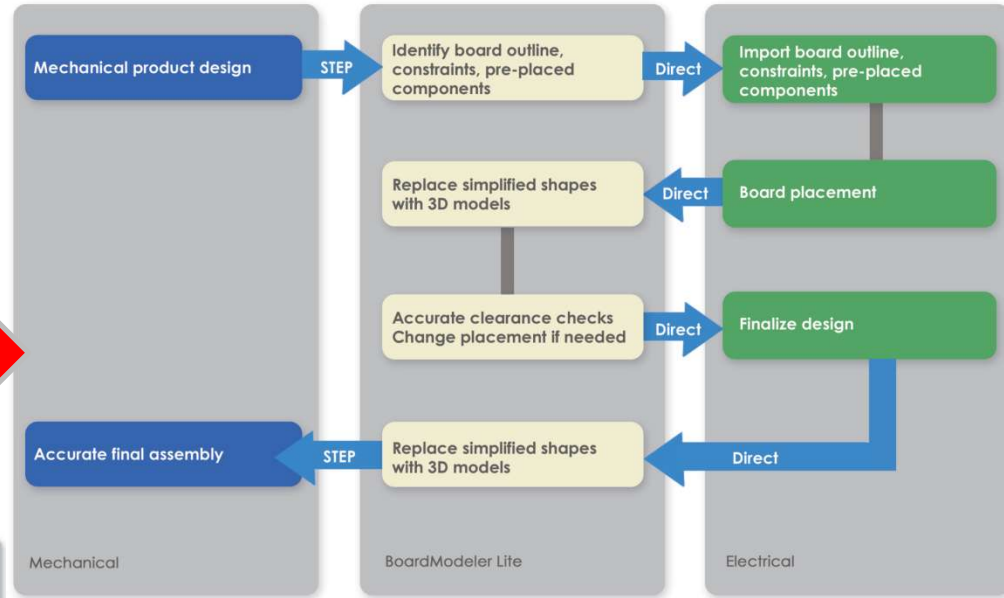 Mechanical product design
STEP
Identify board outline,
constraints, pre-placed
components
Direct
Import board outline,
constraints, pre-placed
components
Replace simplified shapes
with 3D models
Direct
Board placement
Accurate clearance checks
Change placement if needed
Direct
Finalize design
Accurate final assembly
STEP
Replace simplified shapes
with 3D models
Direct
Mechanical
BoardModeler Lite
Electrical